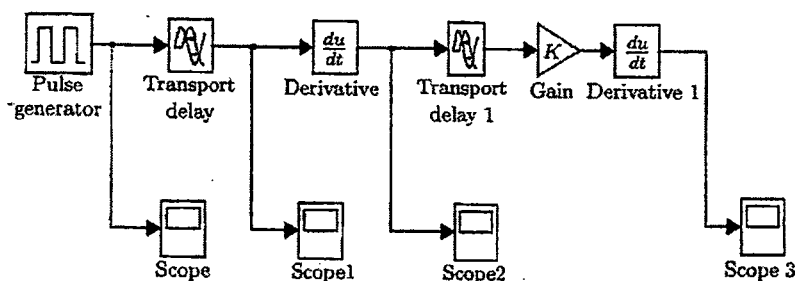 du
dt
K
du
dt
Pulse
generator
Transport
delay
Derivative
Transport
delay 1
Gain
Derivative 1
Scope
Scope1
Scope2
Scope 3